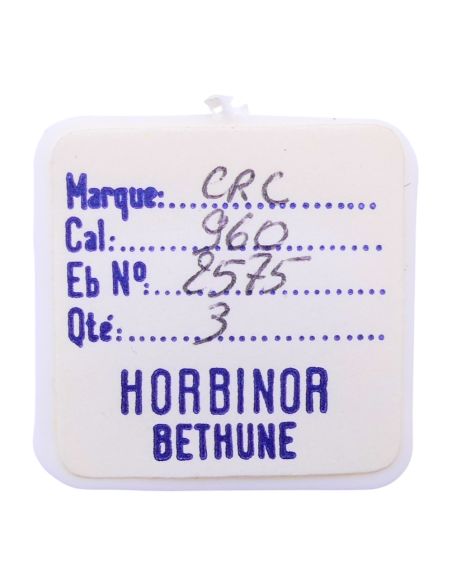 Marque: CRC
Cal: 960
Eb Nº: 2575
Qté: 3
HORBINOR
BETHUNE